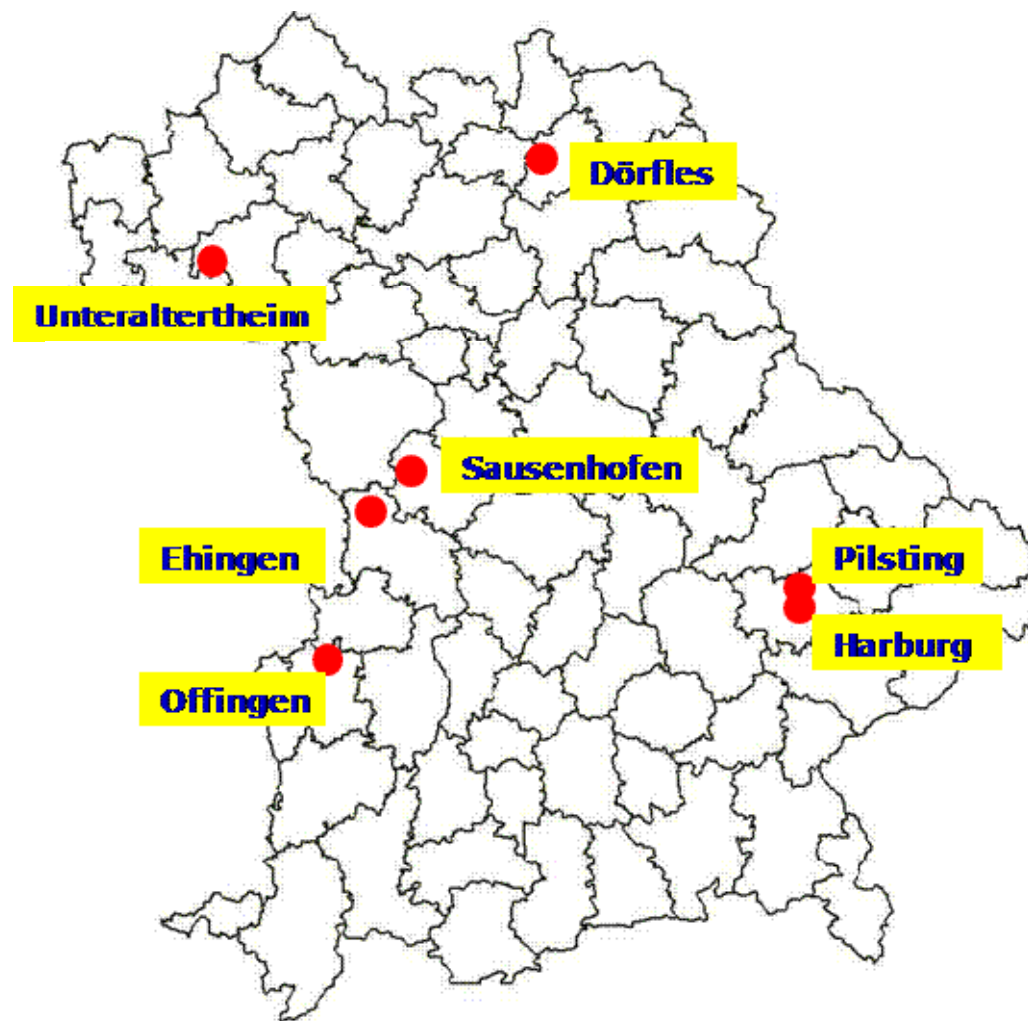 Dörfles
Unteraltertheim
Sausenhofen
Ehingen
Pilsting
Harburg
Offingen